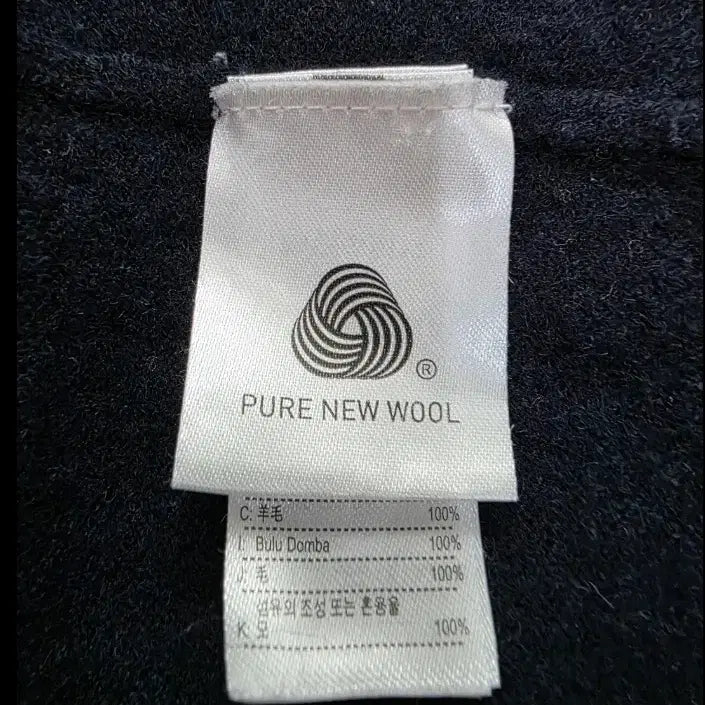 ®
PURE NEW WOOL
C: 羊毛 100%
I: Bulu Domba 100%
J: 毛 100%
섬유의 조성 또는 혼용율
K: 모 100%